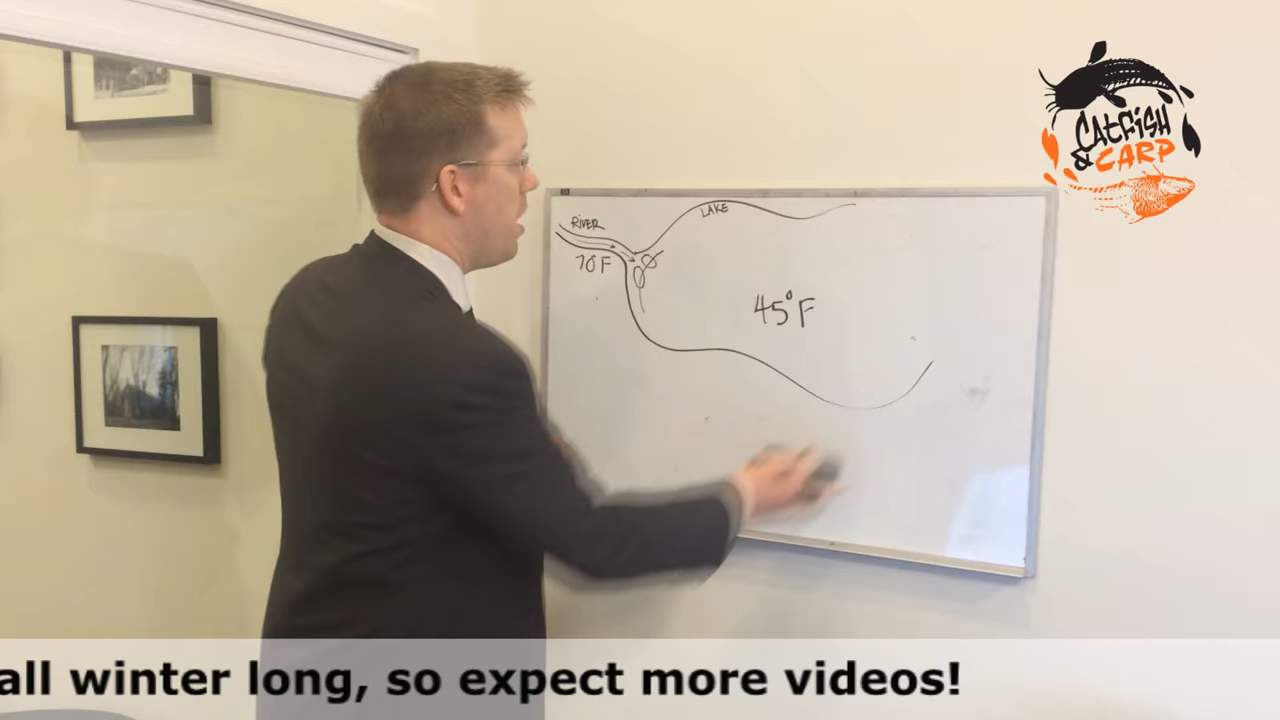 CATFISH
& CARP
RIVER
LAKE
70°F
45°F
all winter long, so expect more videos!